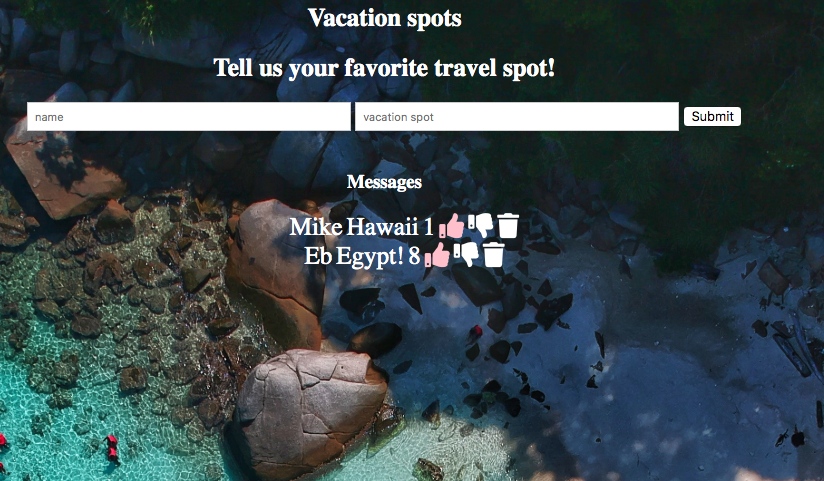 Vacation spots
Tell us your favorite travel spot!
name vacation spot Submit
Messages
Mike Hawaii 1
Eb Egypt! 8